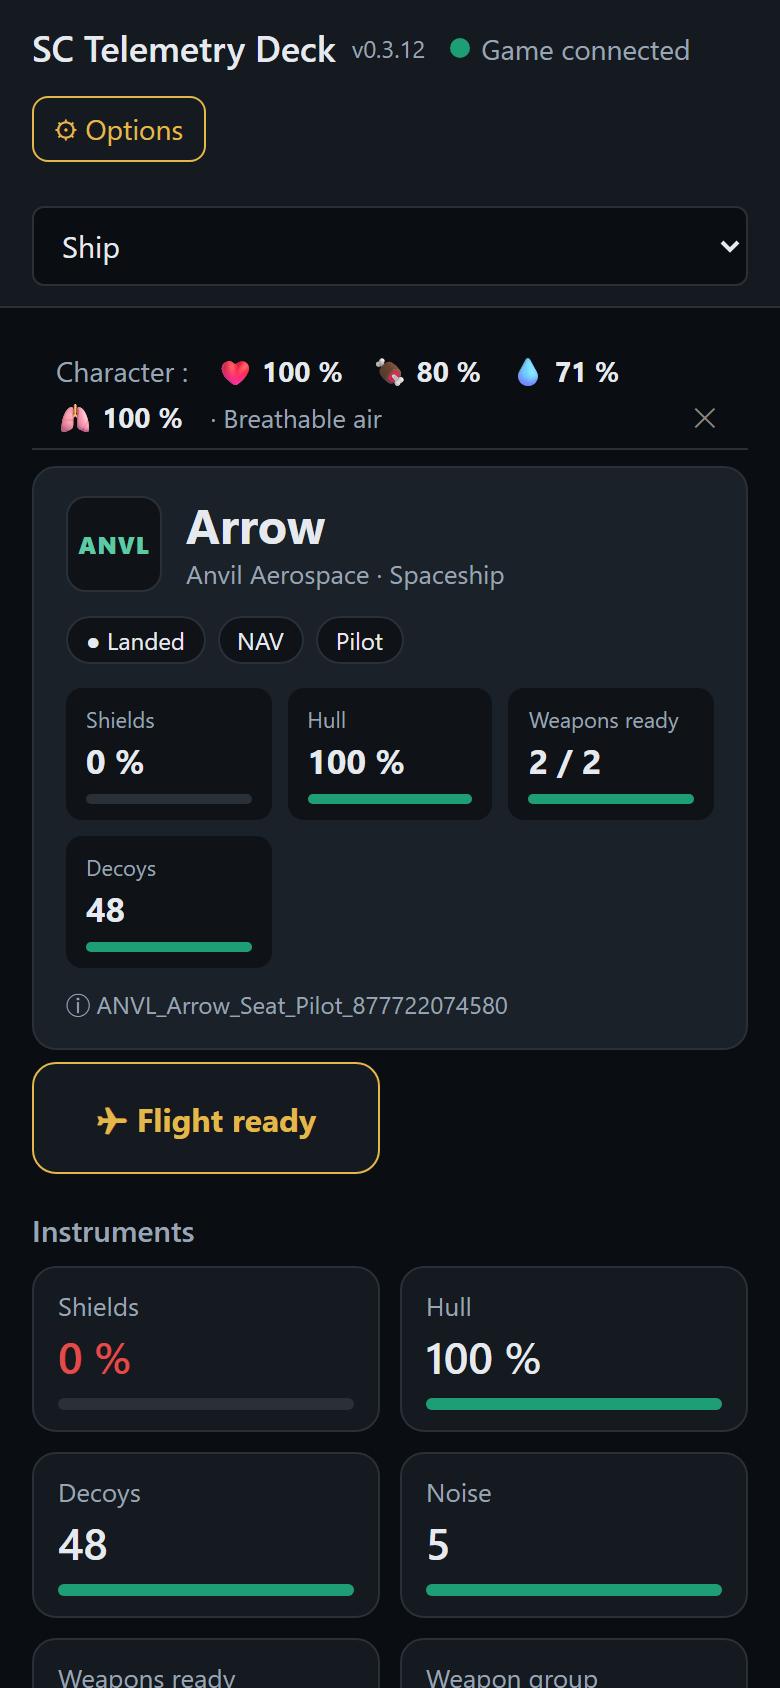 SC Telemetry Deck v0.3.12 Game connected
⚙ Options
Ship
Character : ❤️ 100 % 🍖 80 % 💧 71 %
🫁 100 % · Breathable air ×
ANVL Arrow
Anvil Aerospace · Spaceship
● Landed NAV Pilot
Shields Hull Weapons ready
0 % 100 % 2 / 2
Decoys
48
ⓘ ANVL_Arrow_Seat_Pilot_877722074580
✈ Flight ready
Instruments
Shields Hull
0 % 100 %
Decoys Noise
48 5
Weapons ready Weapon group